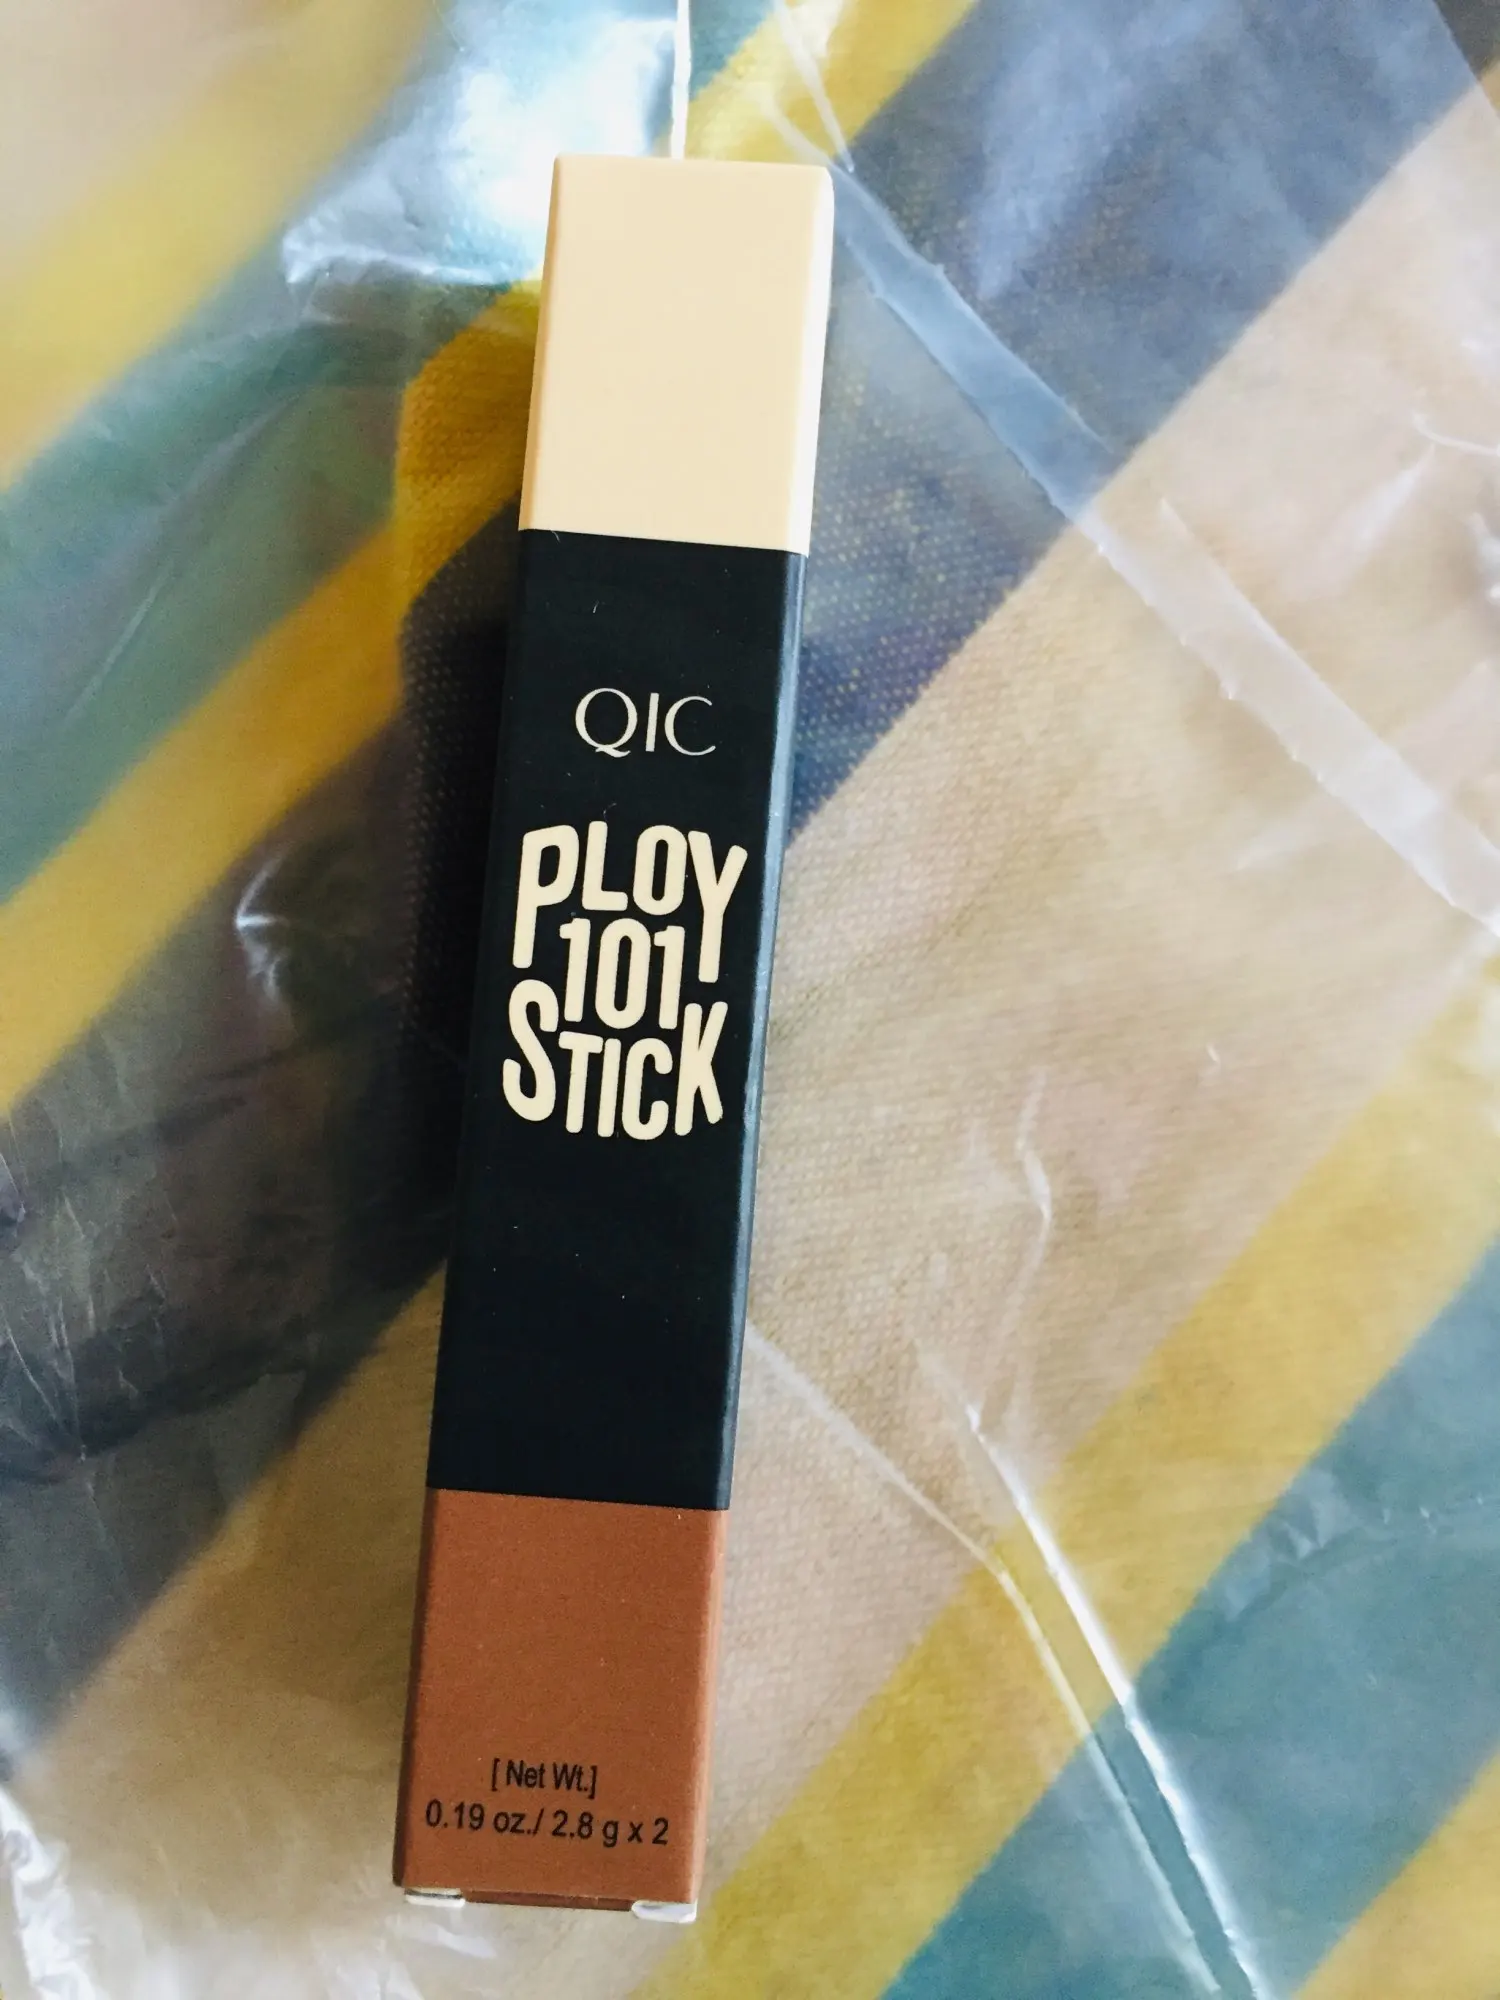 QIC
PLOY
101
STICK
[ Net Wt.]
0.19 oz./ 2.8 g x 2